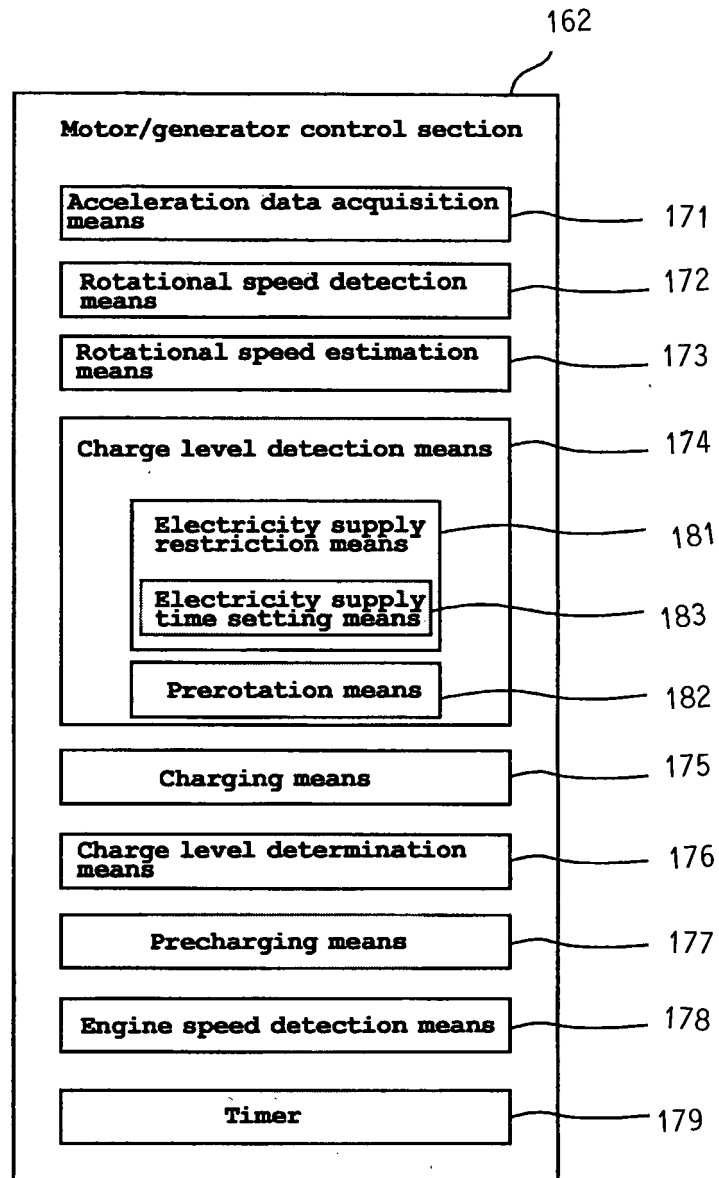 162
Motor/generator control section
Acceleration data acquisition
means
171
Rotational speed detection
means
172
Rotational speed estimation
means
173
Charge level detection means
174
Electricity supply
restriction means
181
Electricity supply
time setting means
183
Prerotation means
182
Charging means
175
Charge level determination
means
176
Precharging means
177
Engine speed detection means
178
Timer
179